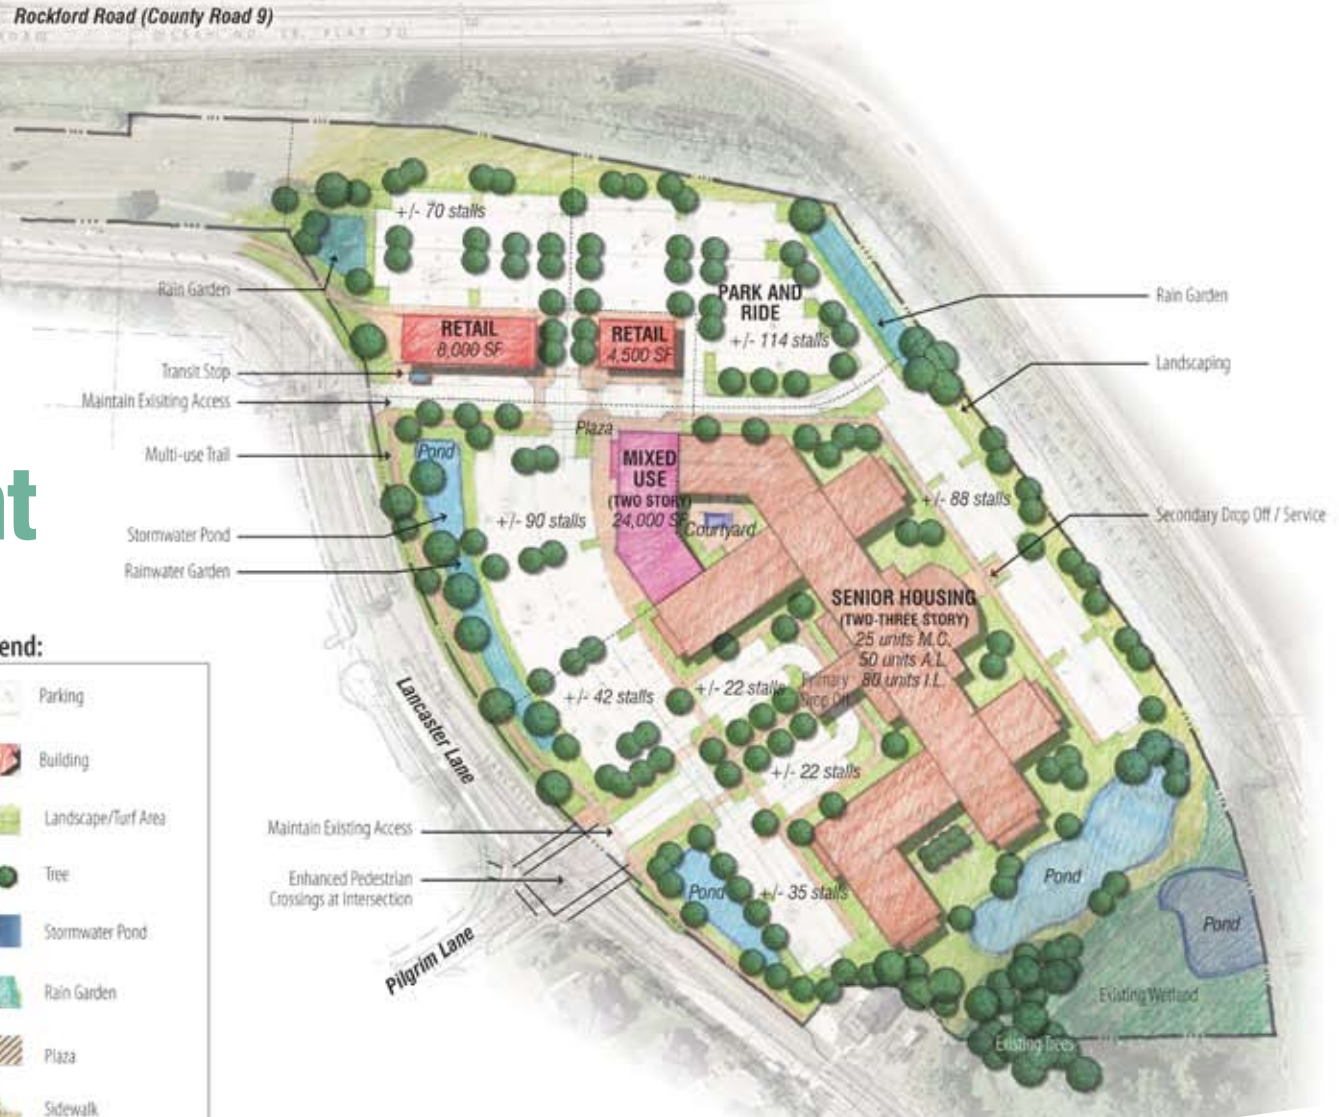 Rockford Road (County Road 9)
+/- 70 stalls
Rain Garden
PARK AND
RIDE
+/- 114 stalls
Rain Garden
RETAIL
8,000 SF
RETAIL
4,500 SF
Landscaping
Transit Stop
Maintain Exisiting Access
Plaza
Multi-use Trail
Pond
MIXED
USE
(TWO STORY)
24,000 SF
+/- 88 stalls
Secondary Drop Off / Service
+/- 90 stalls
Courtyard
Stormwater Pond
Rainwater Garden
SENIOR HOUSING
(TWO-THREE STORY)
25 units M.C.
50 units A.L.
80 units I.L.
end:
Parking
Building
Landscape/Turf Area
Tree
Stormwater Pond
Rain Garden
Plaza
Sidewalk
+/- 42 stalls
+/- 22 stalls
Primary
Drop Off
Lancaster Lane
+/- 22 stalls
Maintain Existing Access
Enhanced Pedestrian
Crossings at Intersection
Pilgrim Lane
Pond
+/- 35 stalls
Pond
Pond
Existing Wetland
Existing Trees